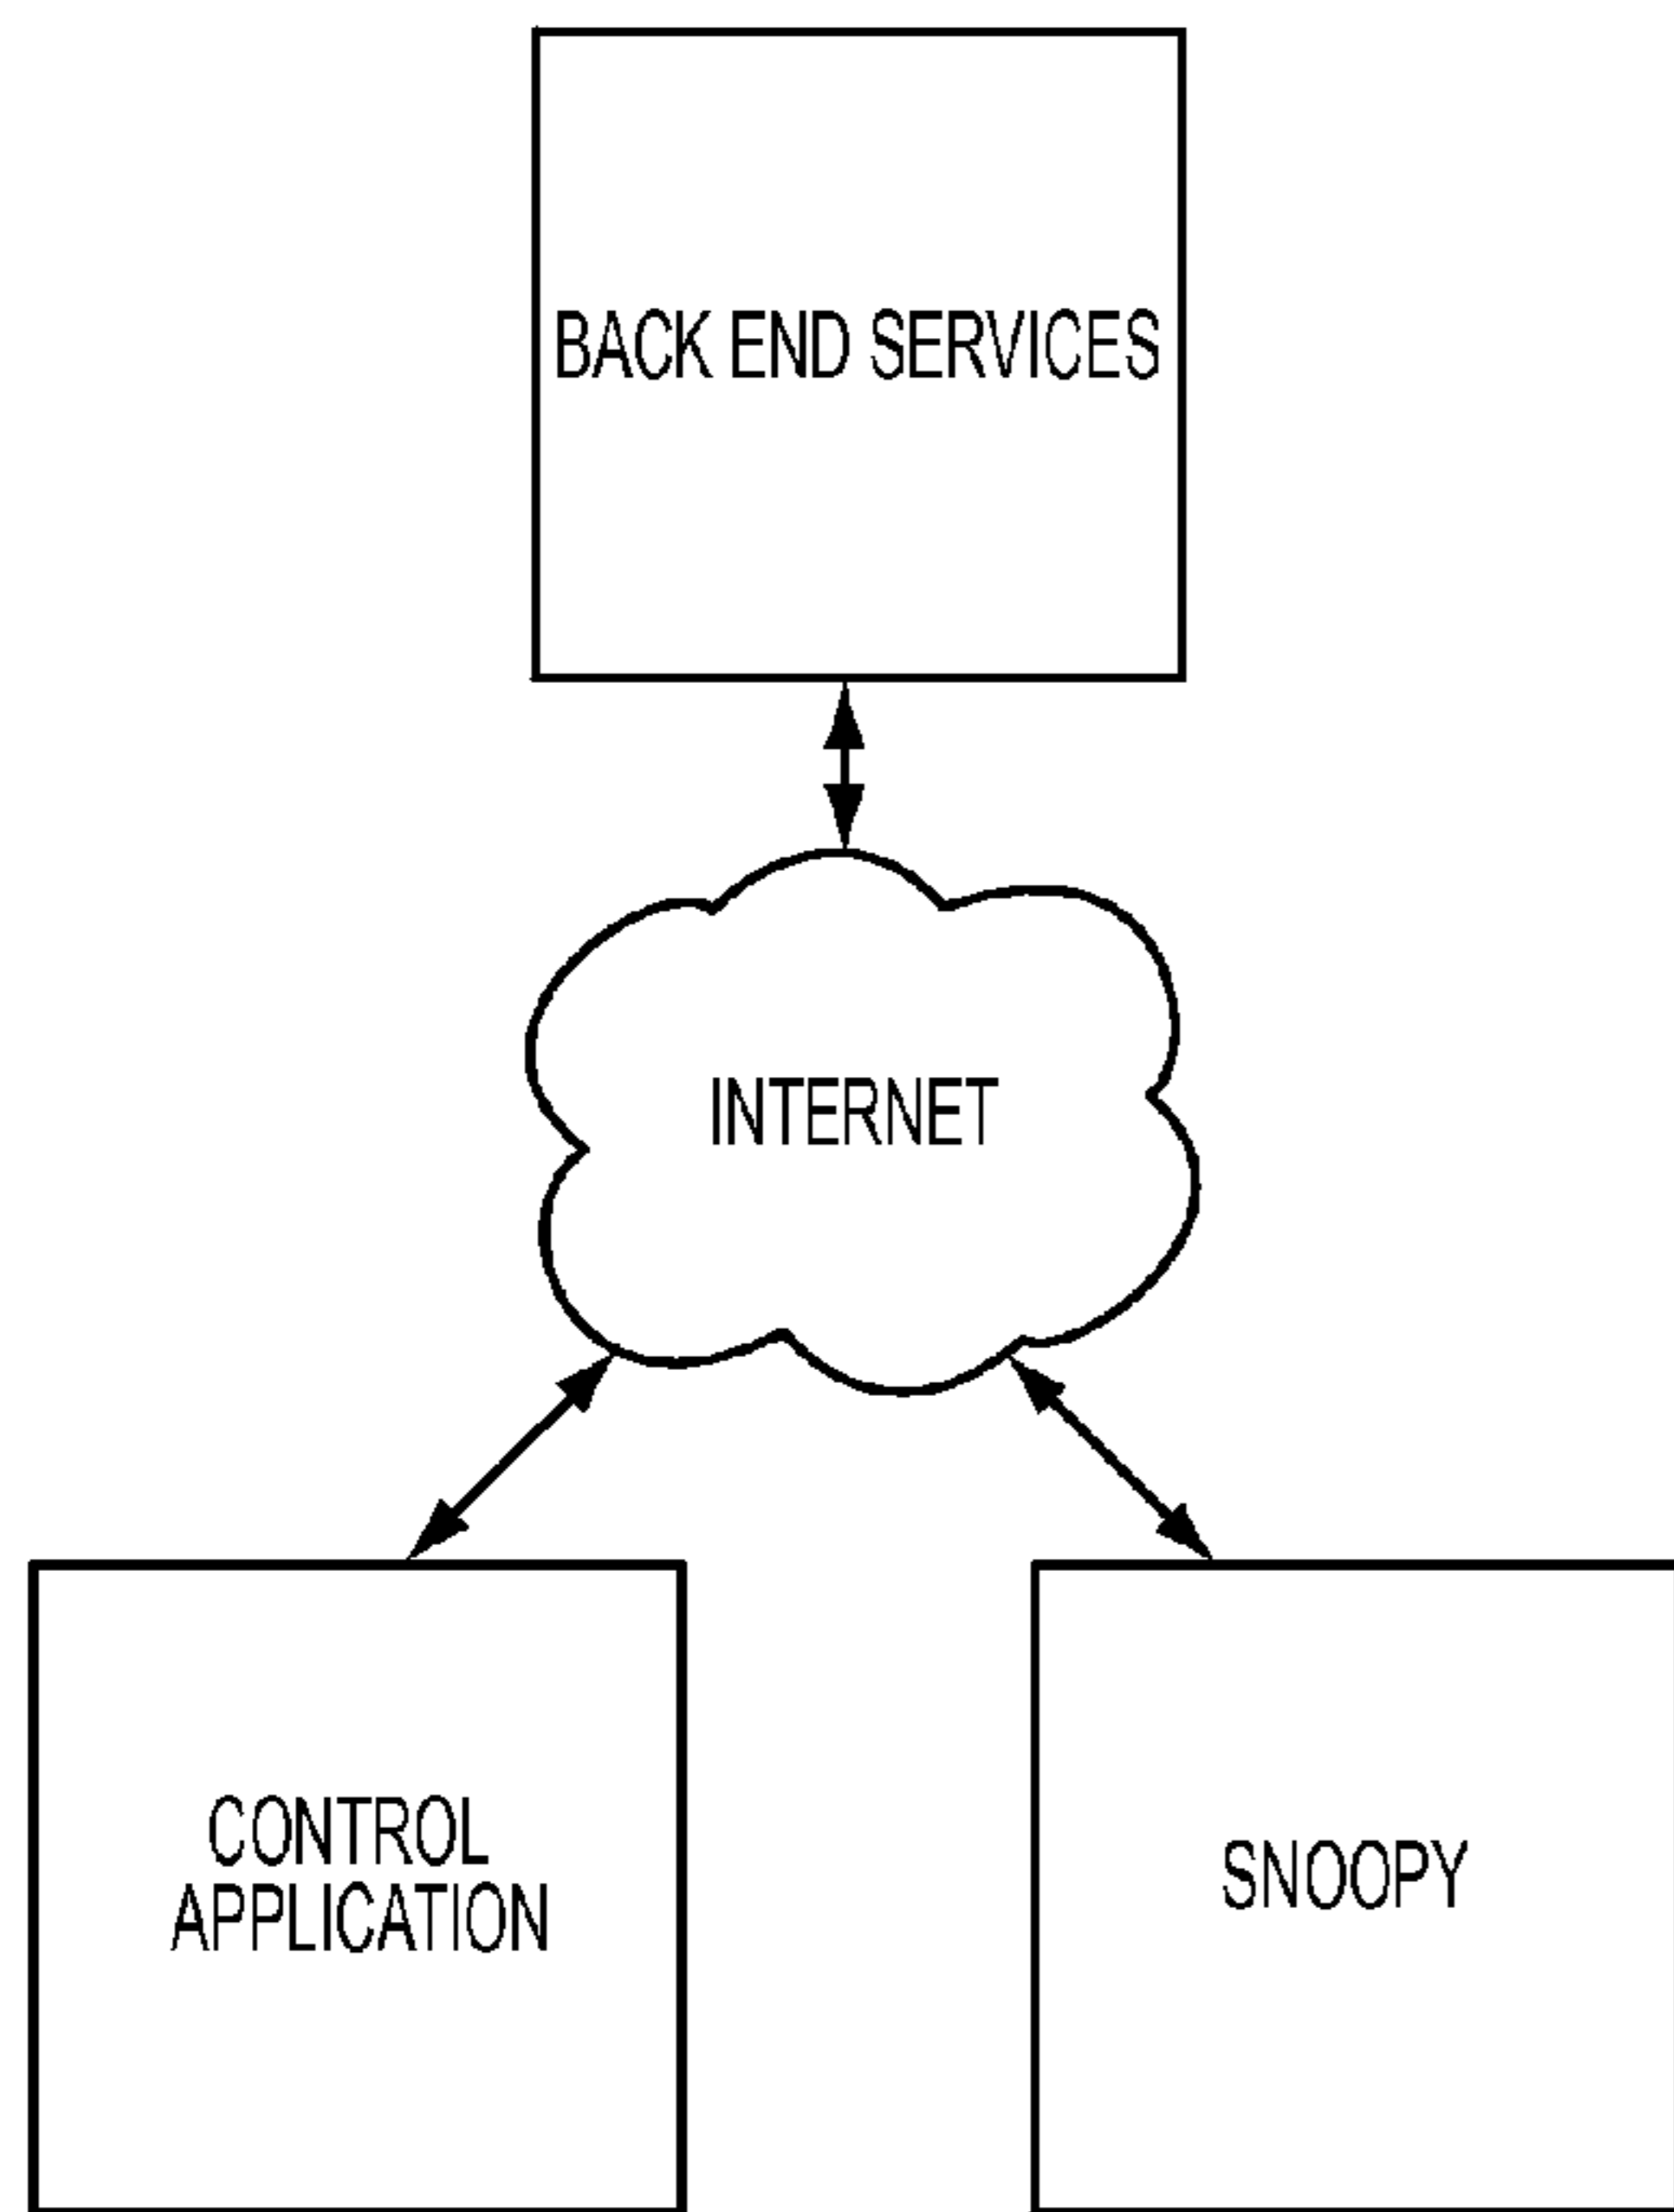 BACK END SERVICES
INTERNET
CONTROL
APPLICATION
SNOOPY